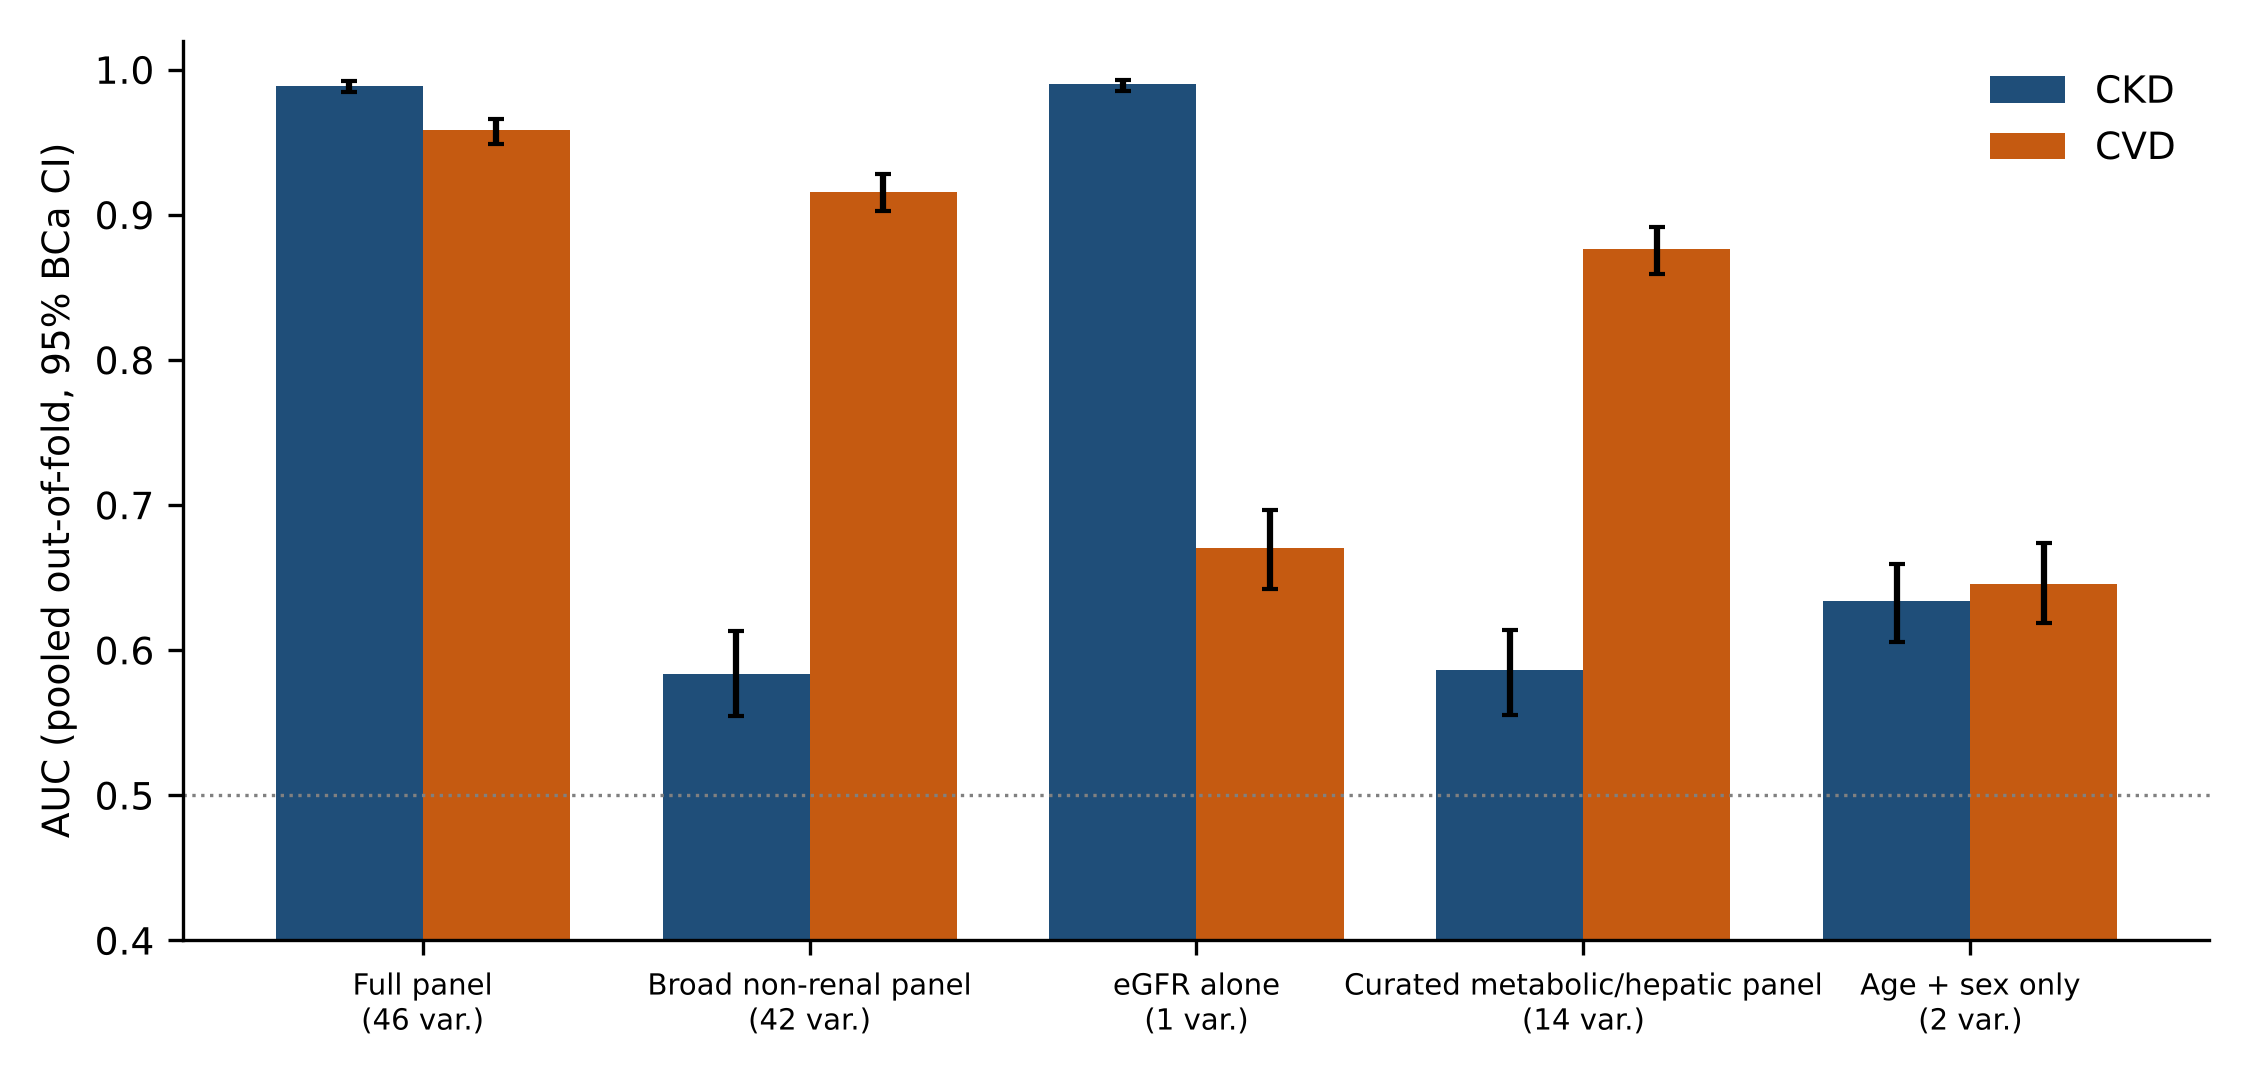 AUC (pooled out-of-fold, 95% BCa CI)
1.0
0.9
0.8
0.7
0.6
0.5
0.4
CKD
CVD
Full panel
(46 var.)
Broad non-renal panel
(42 var.)
eGFR alone
(1 var.)
Curated metabolic/hepatic panel
(14 var.)
Age + sex only
(2 var.)